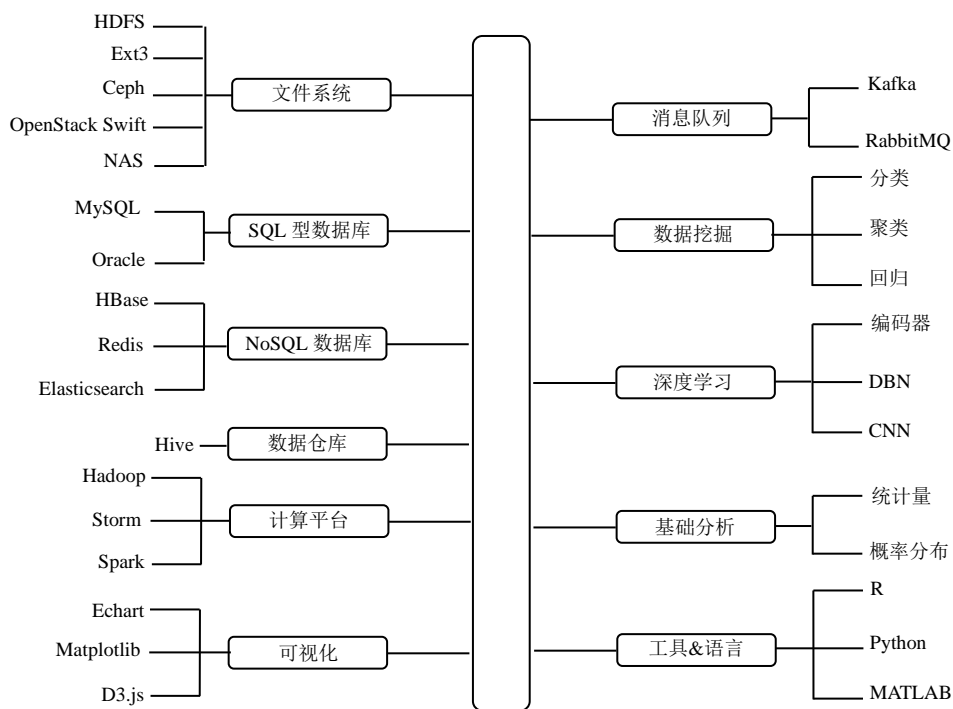 HDFS
Ext3
Ceph
OpenStack Swift
NAS
文件系统
MySQL
Oracle
SQL 型数据库
HBase
Redis
Elasticsearch
NoSQL 数据库
Hive
数据仓库
Hadoop
Storm
Spark
计算平台
Echart
Matplotlib
D3.js
可视化
消息队列
Kafka
RabbitMQ
数据挖掘
分类
聚类
回归
深度学习
编码器
DBN
CNN
基础分析
统计量
概率分布
工具&语言
R
Python
MATLAB